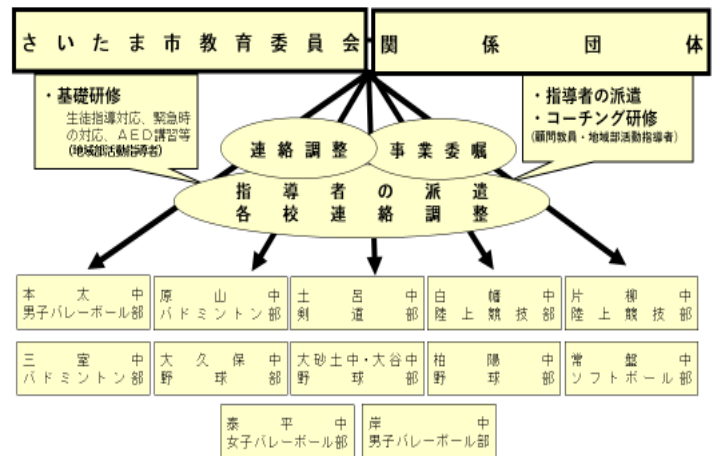 さいたま市教育委員会
関係団体
・基礎研修
生徒指導対応、緊急時
の対応、AED講習等
(地域部活動指導者)
・指導者の派遣
・コーチング研修
(顧問教員・地域部活動指導者)
連絡調整
事業委嘱
指導者の派遣
各校連絡調整
本太中
男子バレーボール部
原山中
バドミントン部
土呂中
剣道部
白幡中
陸上競技部
片柳中
陸上競技部
三室中
バドミントン部
大久保中
野球部
大砂土中・大谷中
野球部
柏陽中
野球部
常盤中
ソフトボール部
泰平中
女子バレーボール部
岸中
男子バレーボール部